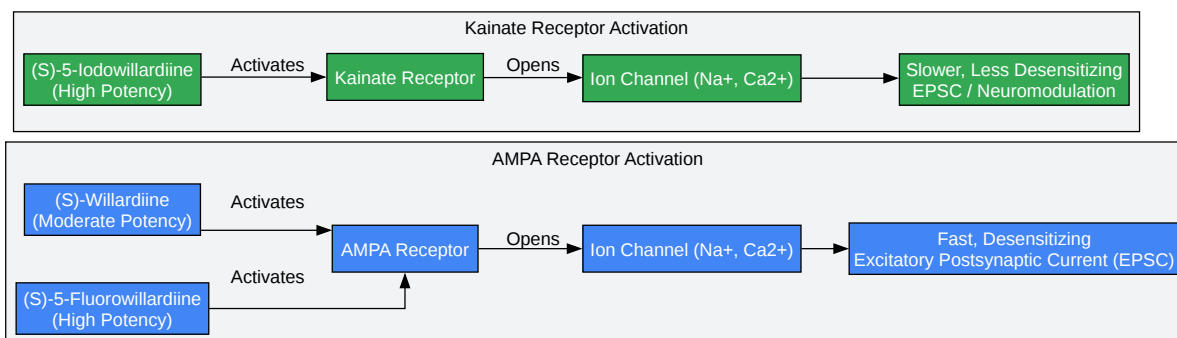 Kainate Receptor Activation
(S)-5-Iodowillardiine
(High Potency)
Activates
Kainate Receptor
Opens
Ion Channel (Na+, Ca2+)
Slower, Less Desensitizing
EPSC / Neuromodulation
AMPA Receptor Activation
(S)-Willardiine
(Moderate Potency)
Activates
(S)-5-Fluorowillardiine
(High Potency)
Activates
AMPA Receptor
Opens
Ion Channel (Na+, Ca2+)
Fast, Desensitizing
Excitatory Postsynaptic Current (EPSC)